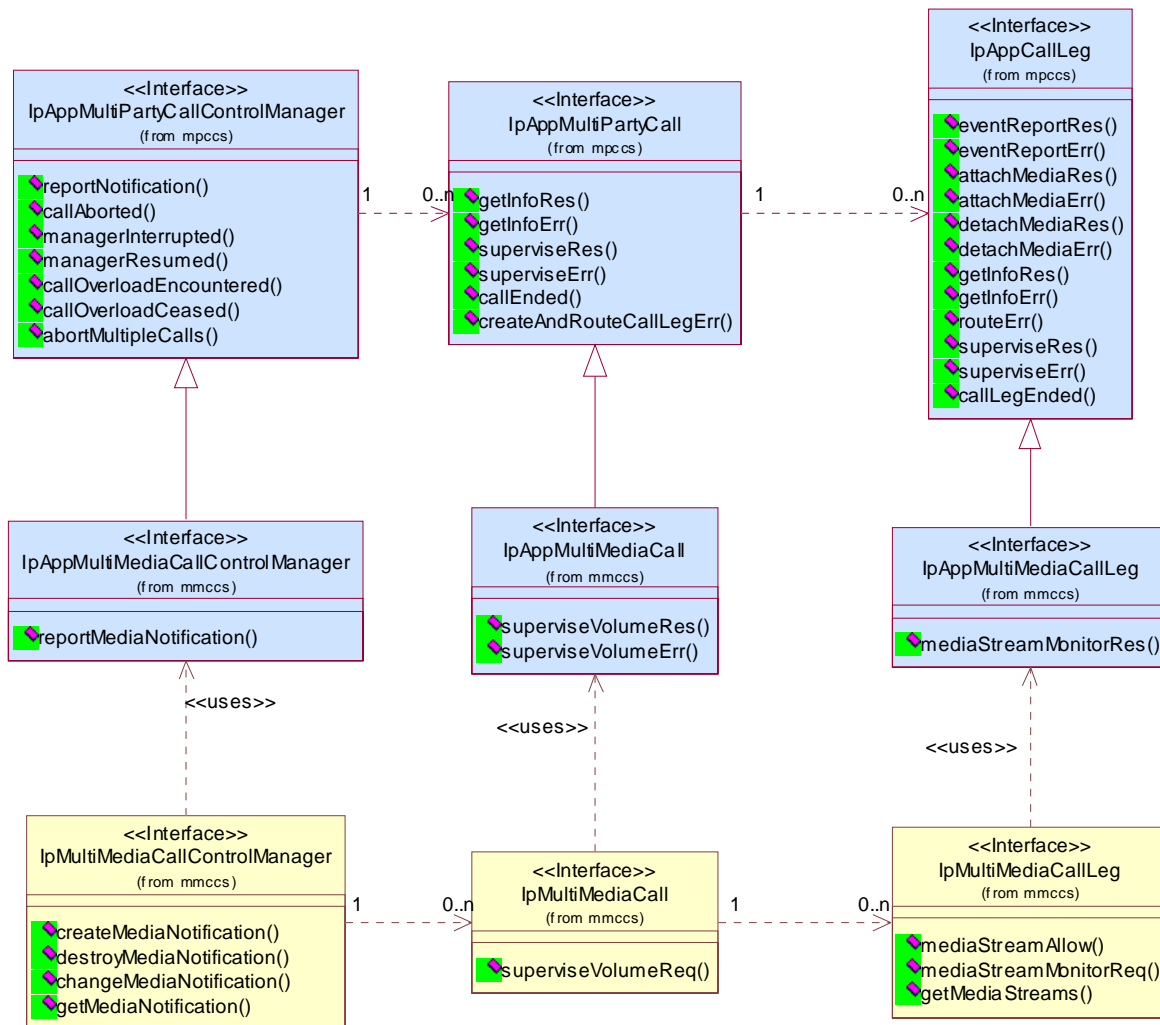 <<Interface>>
IpAppMultiPartyCallControlManager
(from mpccs)
reportNotification()
callAborted()
managerInterrupted()
managerResumed()
callOverloadEncountered()
callOverloadCeased()
abortMultipleCalls()
1
0..n
<<Interface>>
IpAppMultiPartyCall
(from mpccs)
getInfoRes()
getInfoErr()
superviseRes()
superviseErr()
callEnded()
createAndRouteCallLegErr()
1
0..n
<<Interface>>
IpAppCallLeg
(from mpccs)
eventReportRes()
eventReportErr()
attachMediaRes()
attachMediaErr()
detachMediaRes()
detachMediaErr()
getInfoRes()
getInfoErr()
routeErr()
superviseRes()
superviseErr()
callLegEnded()
<<Interface>>
IpAppMultiMediaCallControlManager
(from mmccs)
reportMediaNotification()
<<Interface>>
IpAppMultiMediaCall
(from mmccs)
superviseVolumeRes()
superviseVolumeErr()
<<Interface>>
IpAppMultiMediaCallLeg
(from mmccs)
mediaStreamMonitorRes()
<<uses>>
<<uses>>
<<uses>>
<<Interface>>
IpMultiMediaCallControlManager
(from mmccs)
createMediaNotification()
destroyMediaNotification()
changeMediaNotification()
getMediaNotification()
1
0..n
<<Interface>>
IpMultiMediaCall
(from mmccs)
superviseVolumeReq()
1
0..n
<<Interface>>
IpMultiMediaCallLeg
(from mmccs)
mediaStreamAllow()
mediaStreamMonitorReq()
getMediaStreams()